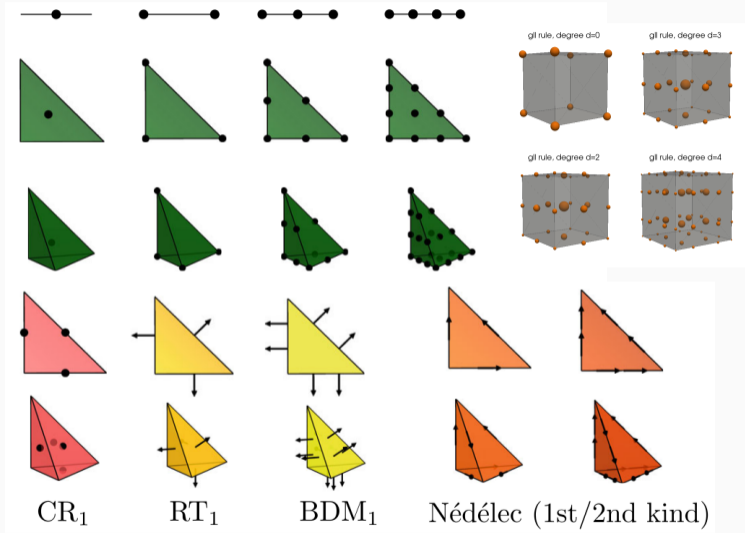 gll rule, degree d=0
gll rule, degree d=3
gll rule, degree d=2
gll rule, degree d=4
CR₁ RT₁ BDM₁ Nédélec (1st/2nd kind)